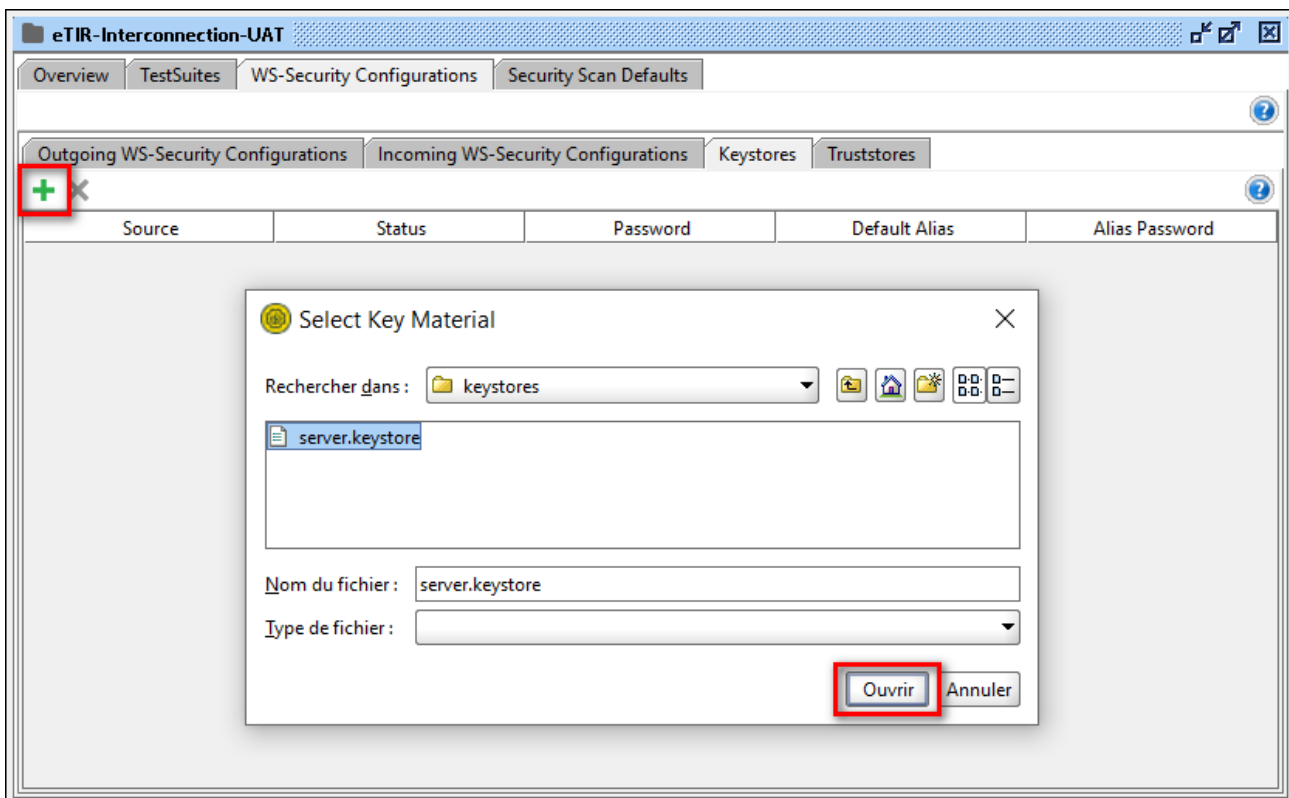 eTIR-Interconnection-UAT
Overview TestSuites WS-Security Configurations Security Scan Defaults
Outgoing WS-Security Configurations Incoming WS-Security Configurations Keystores Truststores
Source Status Password Default Alias Alias Password
Select Key Material
Rechercher dans : keystores
server.keystore
Nom du fichier : server.keystore
Type de fichier :
Ouvrir Annuler